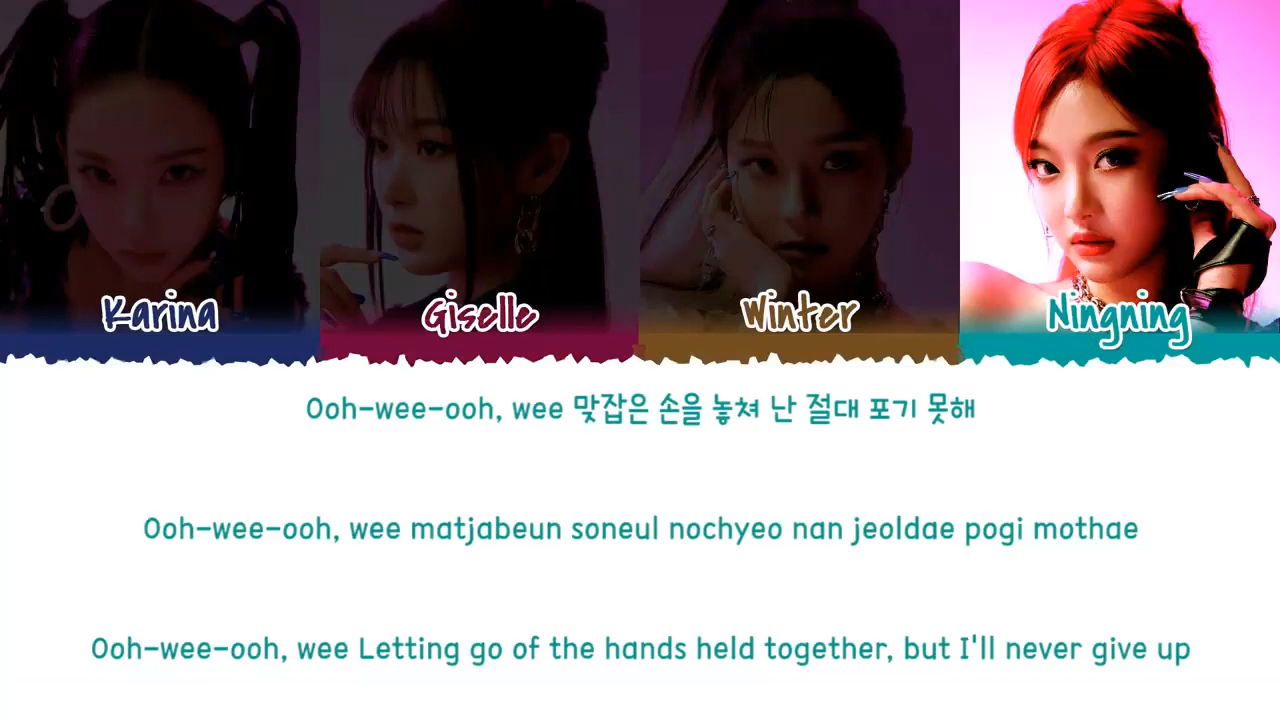 Karina
Giselle
Winter
Ningning
Ooh-wee-ooh, wee 맞잡은 손을 놓쳐 난 절대 포기 못해
Ooh-wee-ooh, wee matjabeun soneul nochyeo nan jeoldae pogi mothae
Ooh-wee-ooh, wee Letting go of the hands held together, but I'll never give up